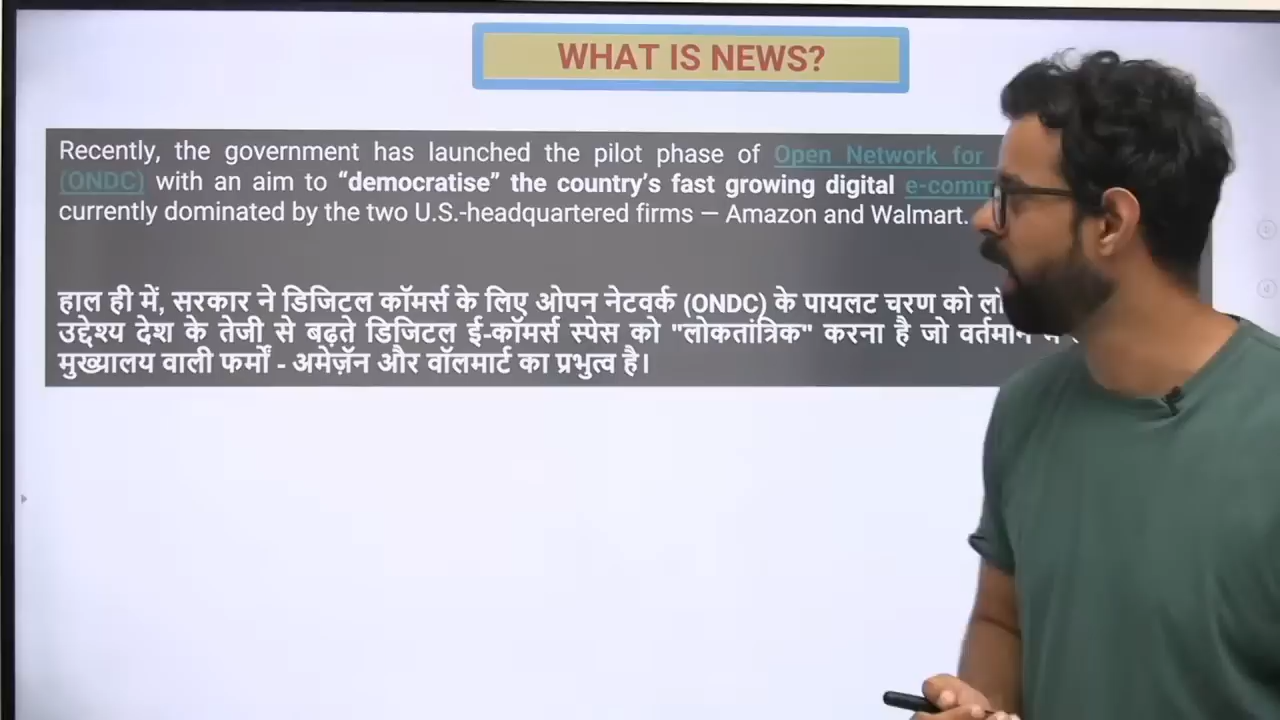 WHAT IS NEWS?
Recently, the government has launched the pilot phase of Open Network for
(ONDC) with an aim to “democratise” the country’s fast growing digital
currently dominated by the two U.S.-headquartered firms — Amazon and Walmart.
हाल ही में, सरकार ने डिजिटल कॉमर्स के लिए ओपन नेटवर्क (ONDC) के पायलट चरण को
उद्देश्य देश के तेजी से बढ़ते डिजिटल ई-कॉमर्स स्पेस को "लोकतांत्रिक" करना है जो वर्तमान
मुख्यालय वाली फर्मों - अमेज़ॅन और वॉलमार्ट का प्रभुत्व है।